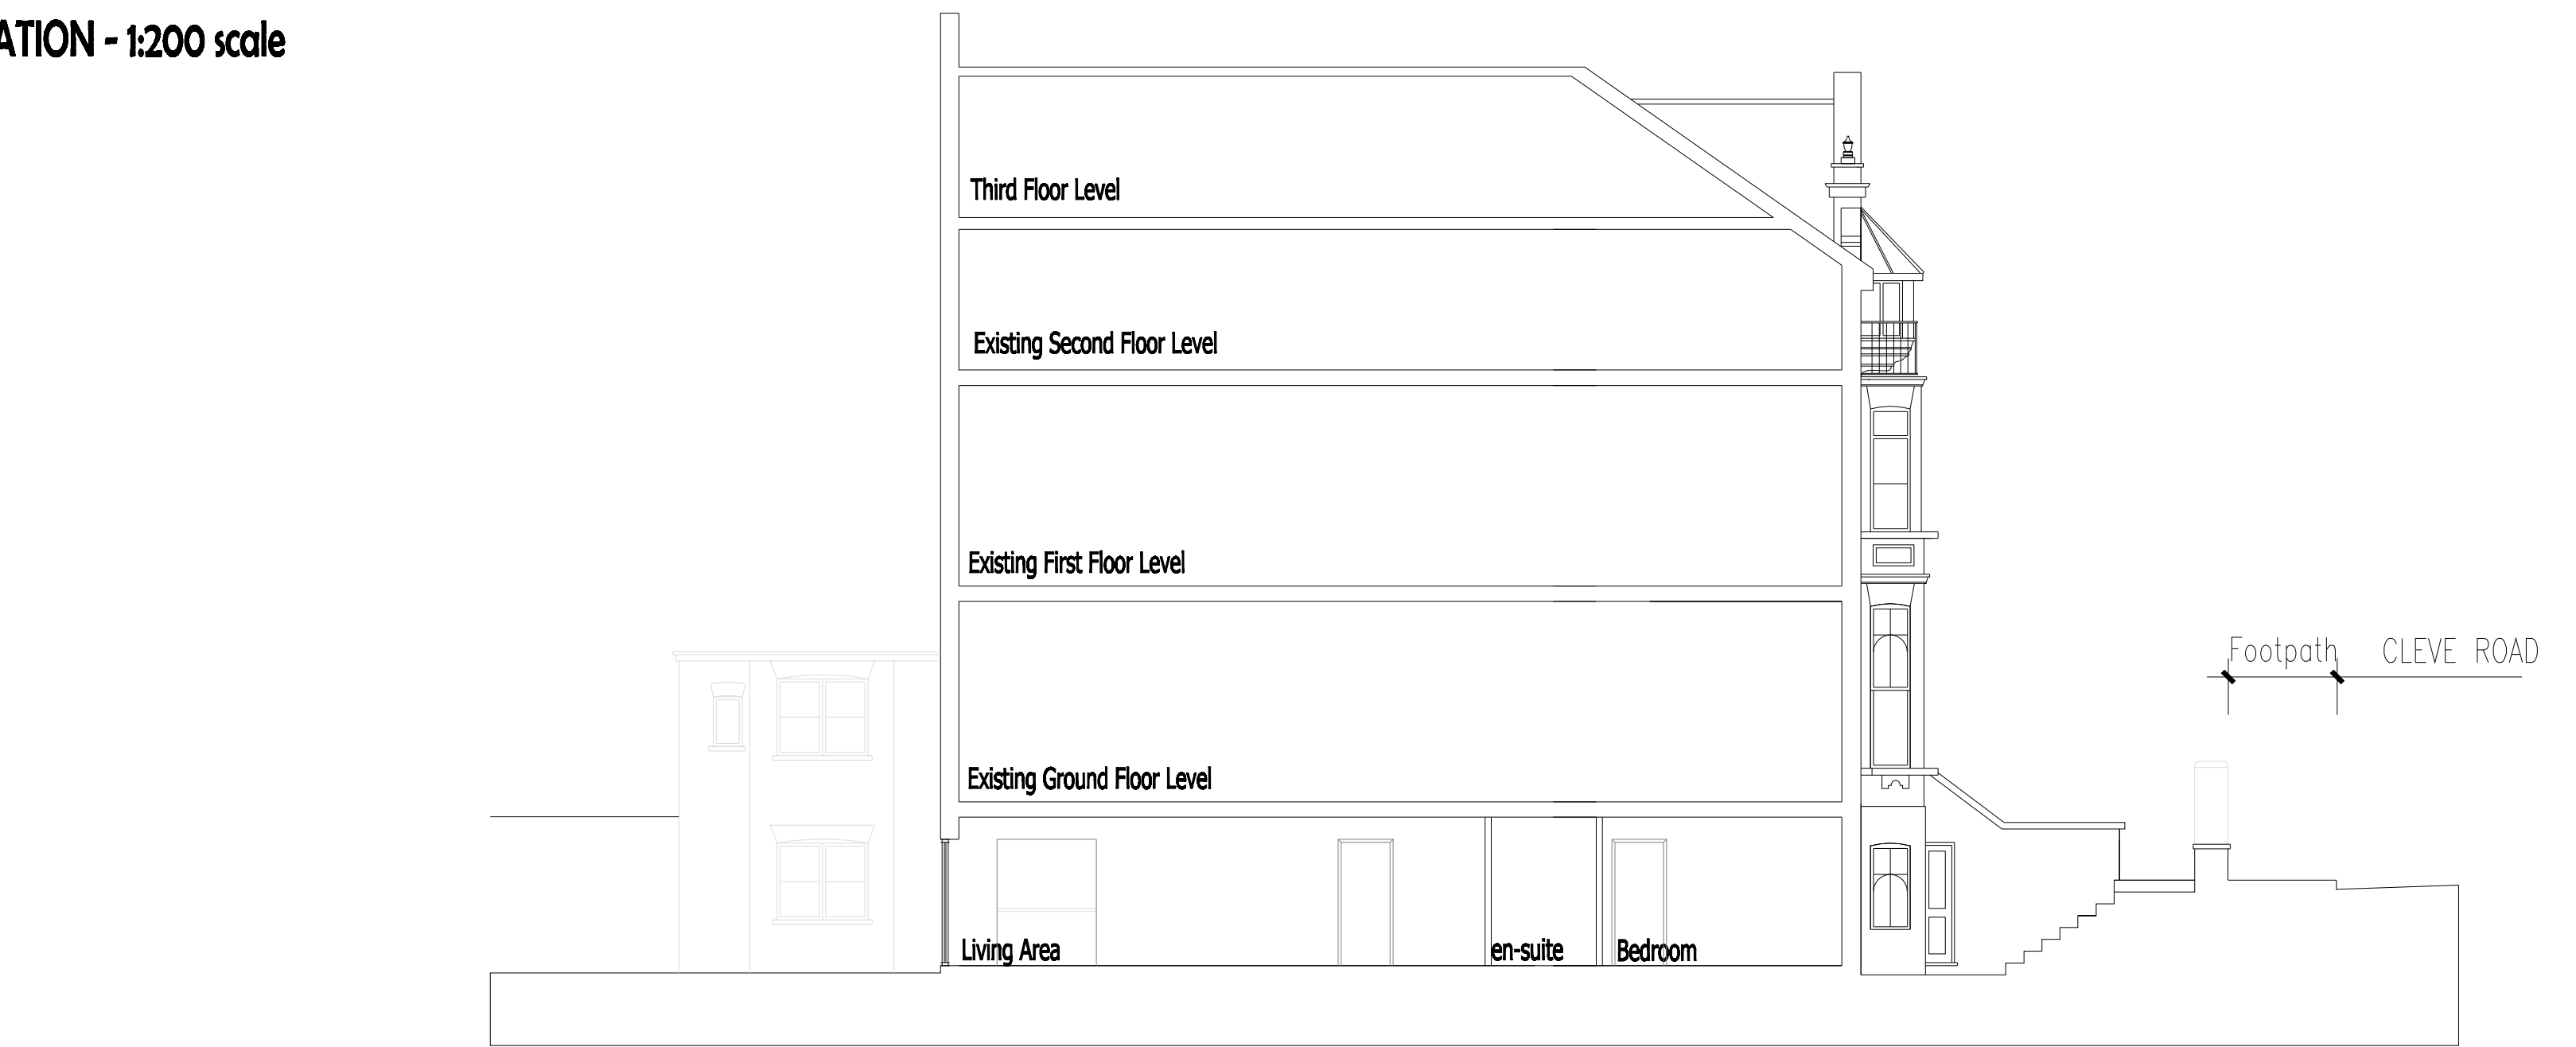 ATION - 1:200 scale
Third Floor Level
Existing Second Floor Level
Existing First Floor Level
Footpath CLEVE ROAD
Existing Ground Floor Level
Living Area en-suite Bedroom